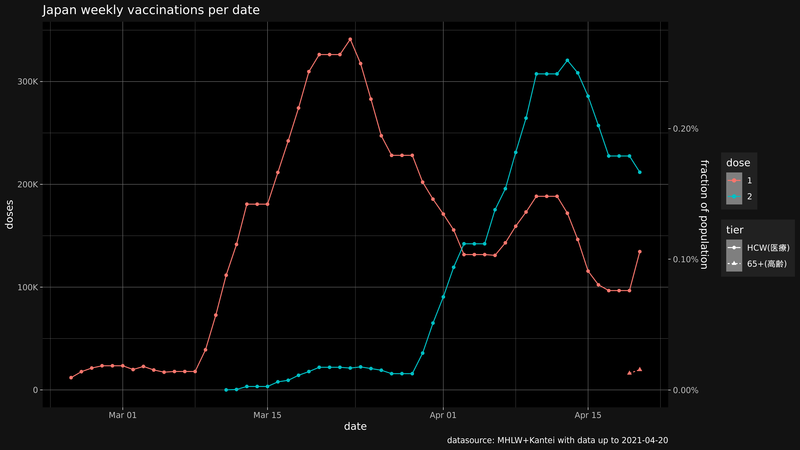 Japan weekly vaccinations per date
300K
200K
100K
0
doses
0.20%
0.10%
0.00%
fraction of population
Mar 01
Mar 15
Apr 01
Apr 15
date
dose
1
2
tier
HCW(医療)
65+(高齢)
datasource: MHLW+Kantei with data up to 2021-04-20